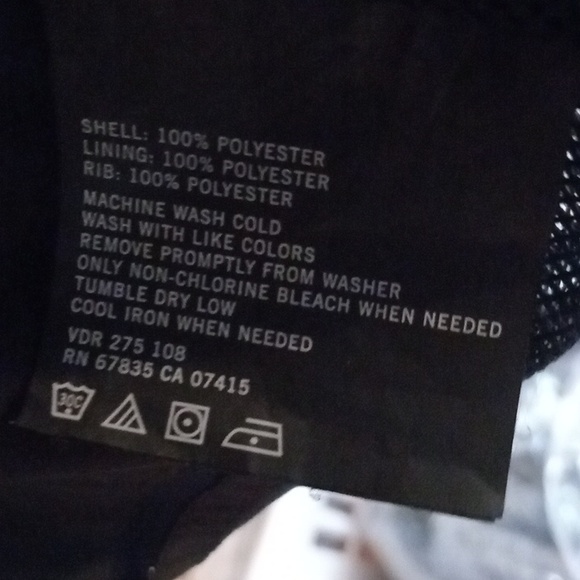 SHELL: 100% POLYESTER
LINING: 100% POLYESTER
RIB: 100% POLYESTER
MACHINE WASH COLD
WASH WITH LIKE COLORS
REMOVE PROMPTLY FROM WASHER
ONLY NON-CHLORINE BLEACH WHEN NEEDED
TUMBLE DRY LOW
COOL IRON WHEN NEEDED
VDR 275 108
RN 67835 CA 07415
30C